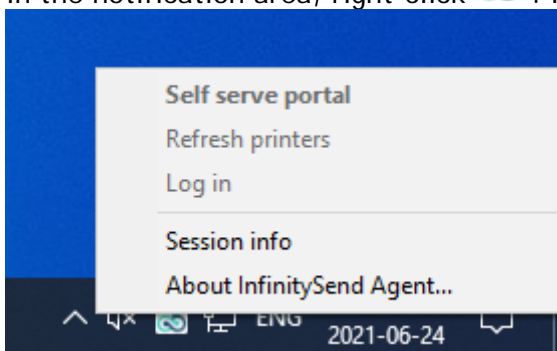 In the notification area, right-click
Self serve portal
Refresh printers
Log in
Session info
About InfinitySend Agent...
ENG
2021-06-24